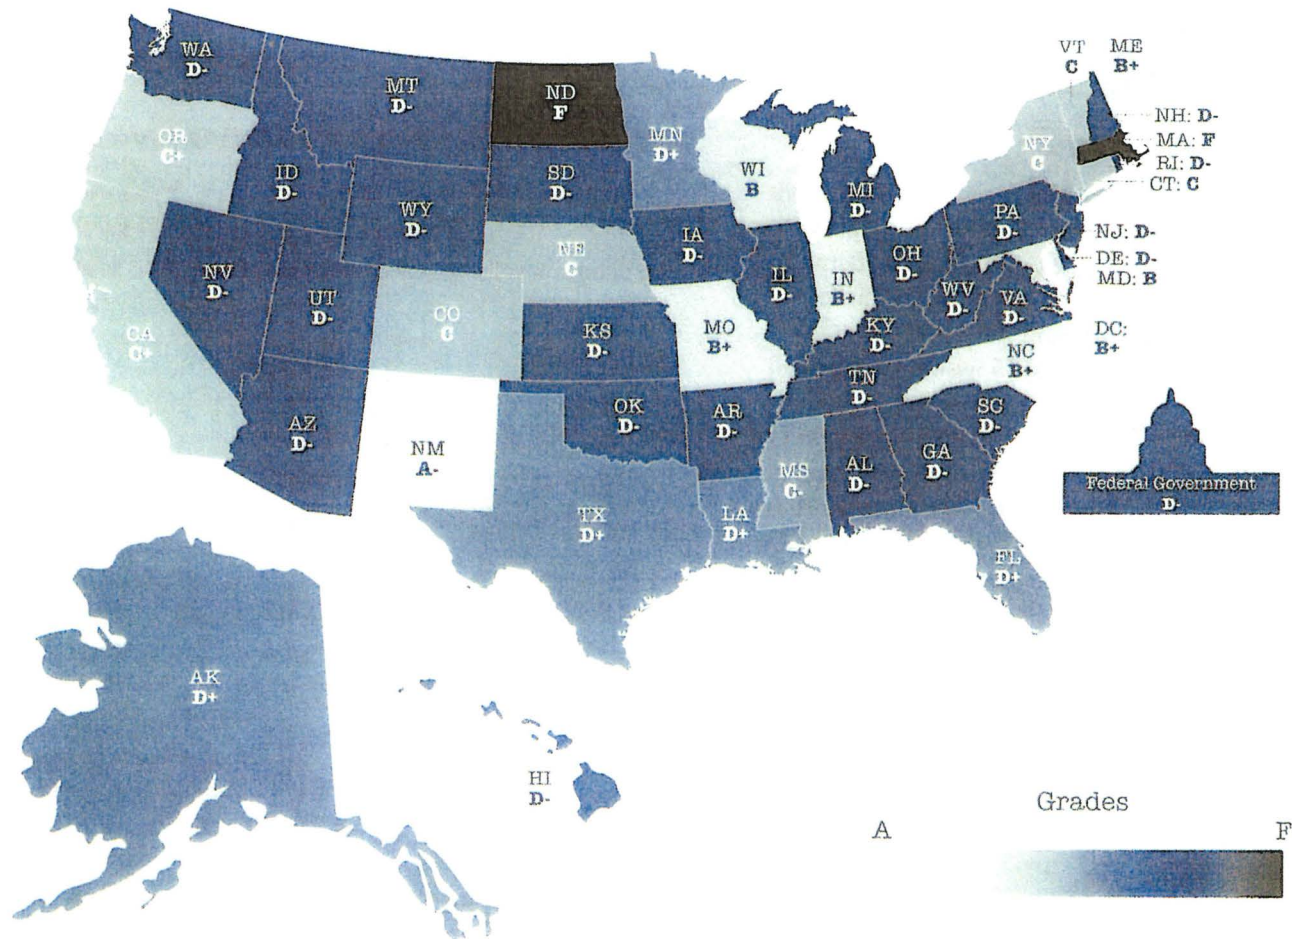 VT ME
C B+
WA
D-
MT
D-
ND
F
MN
D+
OR
C+
ID
D-
SD
D-
WI
B
MI
D-
NY
C
NH: D-
MA: F
RI: D-
CT: C
WY
D-
IA
D-
PA
D-
NJ: D-
DE: D-
MD: B
NE
C
NV
D-
UT
D-
CO
C
IL
D-
IN
B+
OH
D-
WV
D-
VA
D-
CA
C+
KS
D-
MO
B+
KY
D-
DC:
B+
NC
B+
TN
D-
AZ
D-
NM
A-
OK
D-
AR
D-
SC
D-
MS
C-
AL
D-
GA
D-
Federal Government
D-
TX
D+
LA
D+
FL
D+
AK
D+
HI
D-
Grades
A F